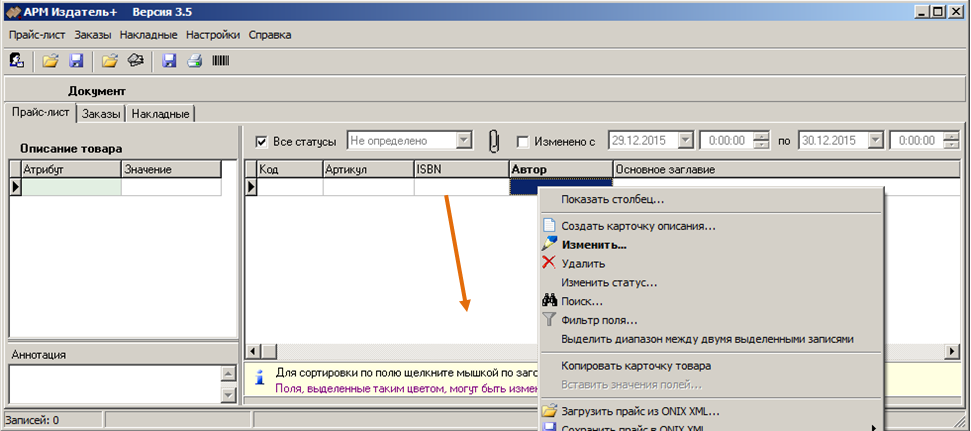 АРМ Издатель+ Версия 3.5
Прайс-лист Заказы Накладные Настройки Справка
Документ
Прайс-лист Заказы Накладные
Описание товара
Атрибут Значение
Аннотация
Все статусы Не определено Изменено с 29.12.2015 0:00:00 по 30.12.2015 0:00:00
Код Артикул ISBN Автор Основное заглавие
Показать столбец...
Создать карточку описания...
Изменить...
Удалить
Изменить статус...
Поиск...
Фильтр поля...
Выделить диапазон между двумя выделенными записями
Копировать карточку товара
Вставить значения полей...
Загрузить прайс из ONIX XML...
Сохранить прайс в ONIX XML
Для сортировки по полю щелкните мышкой по
Поля, выделенные таким цветом, могут быть
Записей: 0